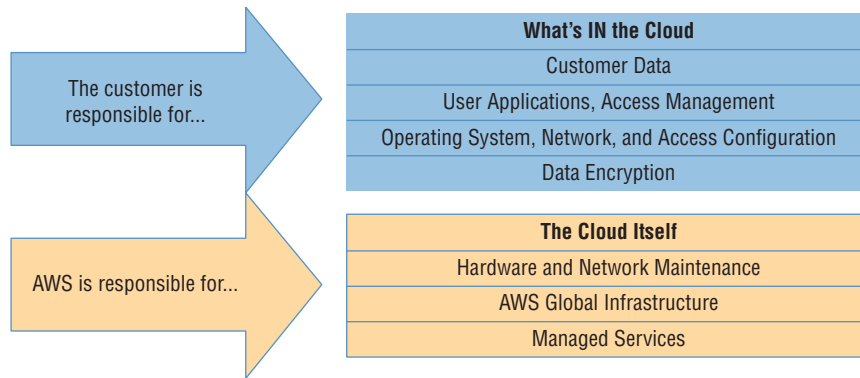 The customer is
responsible for...
What's IN the Cloud
Customer Data
User Applications, Access Management
Operating System, Network, and Access Configuration
Data Encryption
AWS is responsible for...
The Cloud Itself
Hardware and Network Maintenance
AWS Global Infrastructure
Managed Services